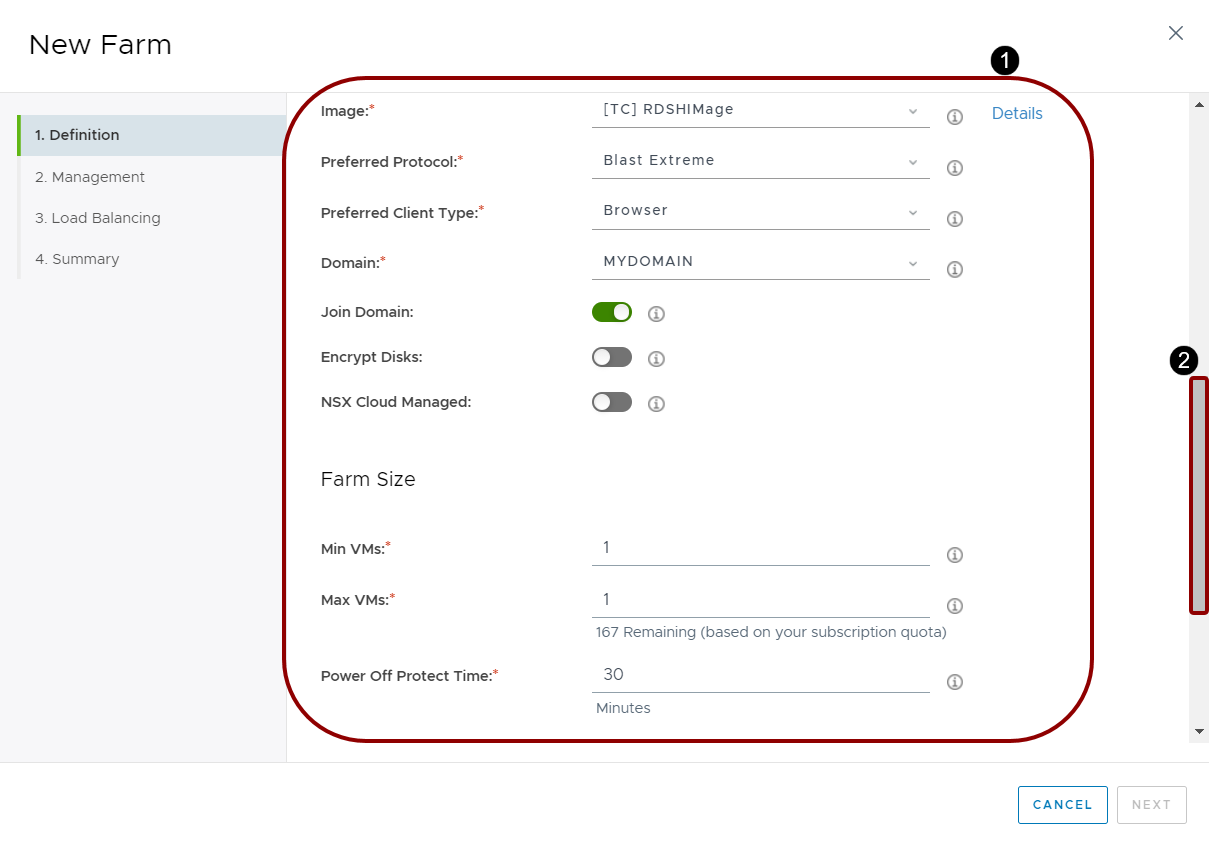 New Farm
1
1. Definition
2. Management
3. Load Balancing
4. Summary
Image:* [TC] RDSHIMage Details
Preferred Protocol:* Blast Extreme
Preferred Client Type:* Browser
Domain:* MYDOMAIN
Join Domain:
Encrypt Disks:
2
NSX Cloud Managed:
Farm Size
Min VMs:* 1
Max VMs:* 1
167 Remaining (based on your subscription quota)
Power Off Protect Time:* 30
Minutes
CANCEL NEXT